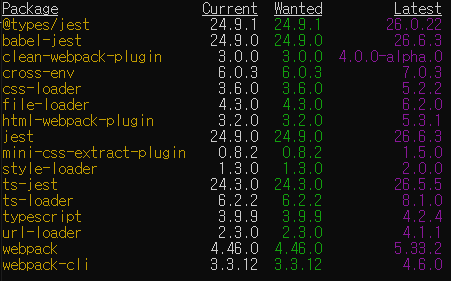 Package Current Wanted Latest
@types/jest 24.9.1 24.9.1 26.0.22
babel-jest 24.9.0 24.9.0 26.6.3
clean-webpack-plugin 3.0.0 3.0.0 4.0.0-alpha.0
cross-env 6.0.3 6.0.3 7.0.3
css-loader 3.6.0 3.6.0 5.2.2
file-loader 4.3.0 4.3.0 6.2.0
html-webpack-plugin 3.2.0 3.2.0 5.3.1
jest 24.9.0 24.9.0 26.6.3
mini-css-extract-plugin 0.8.2 0.8.2 1.5.0
style-loader 1.3.0 1.3.0 2.0.0
ts-jest 24.3.0 24.3.0 26.5.5
ts-loader 6.2.2 6.2.2 8.1.0
typescript 3.9.9 3.9.9 4.2.4
url-loader 2.3.0 2.3.0 4.1.1
webpack 4.46.0 4.46.0 5.33.2
webpack-cli 3.3.12 3.3.12 4.6.0